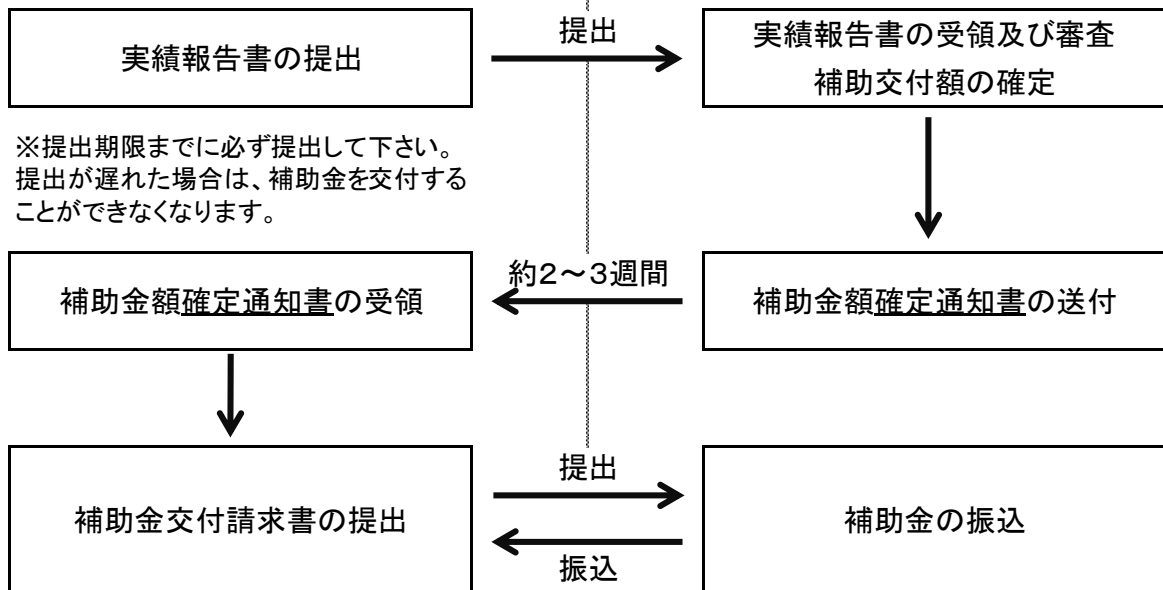 実績報告書の提出
提出
実績報告書の受領及び審査
補助交付額の確定
※提出期限までに必ず提出して下さい。
提出が遅れた場合は、補助金を交付する
ことができなくなります。
補助金額確定通知書の受領
約2～3週間
補助金額確定通知書の送付
補助金交付請求書の提出
提出
振込
補助金の振込